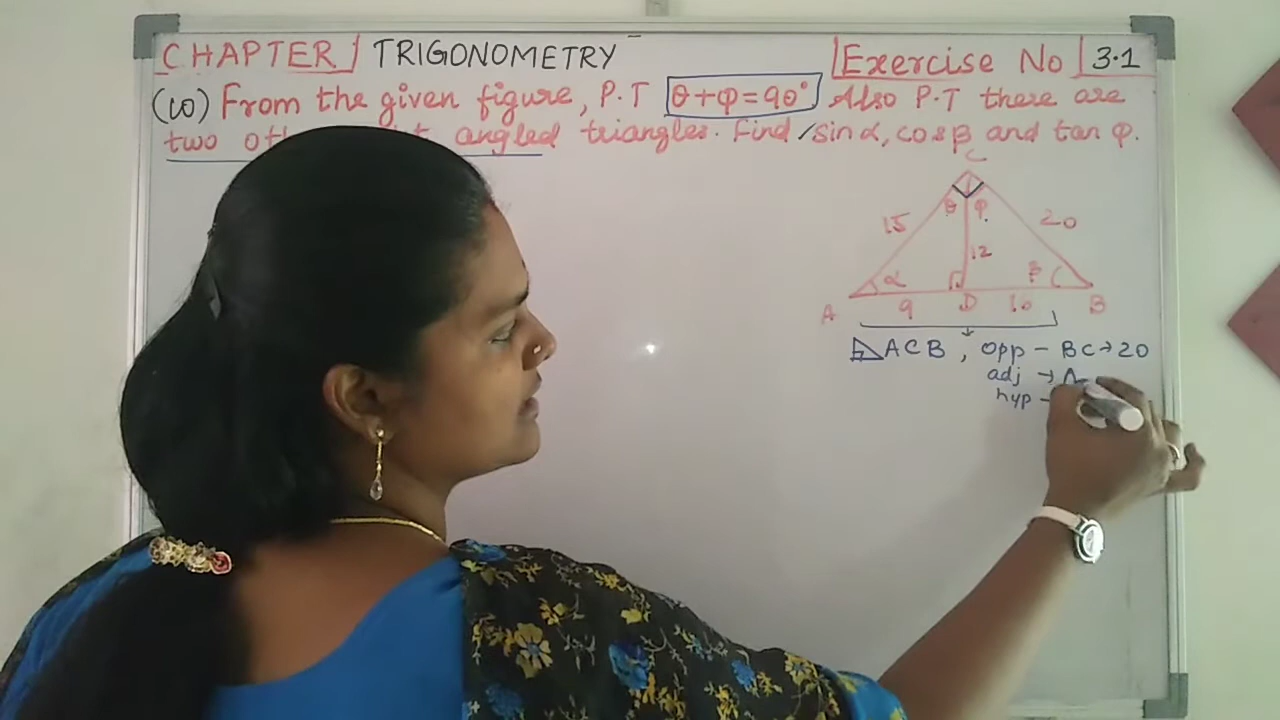 CHAPTER TRIGONOMETRY
Exercise No 3.1
(10) From the given figure, P.T θ+φ=90° Also P.T there are
two angled triangles. Find sin α, cos β and tan φ.
C
15 θ φ 20
12
α β
A 9 D 16 B
ACB, opp - BC → 20
adj →
hyp -